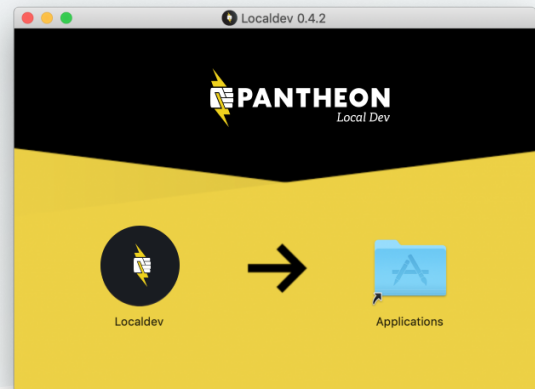 Localdev 0.4.2
PANTHEON
Local Dev
Localdev
Applications